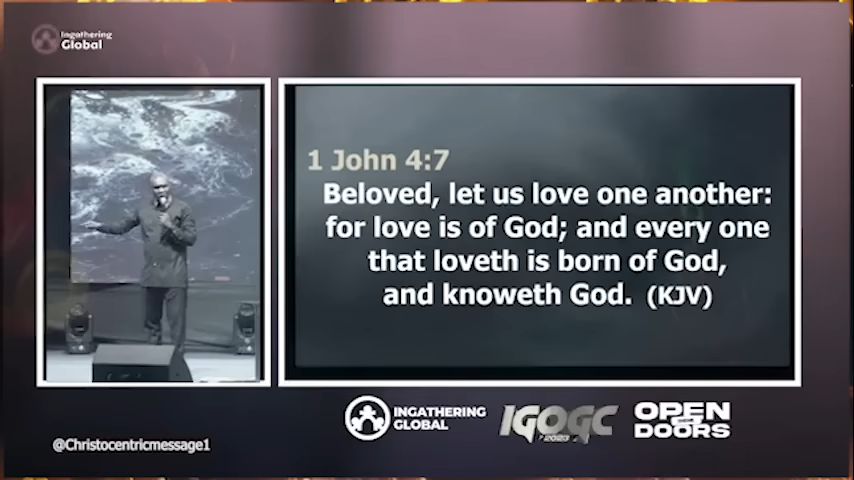 Ingathering
Global
1 John 4:7
Beloved, let us love one another:
for love is of God; and every one
that loveth is born of God,
and knoweth God. (KJV)
INGATHERING
GLOBAL
IGOGC
2023
OPEN
DOORS
@Christocentricmessage1